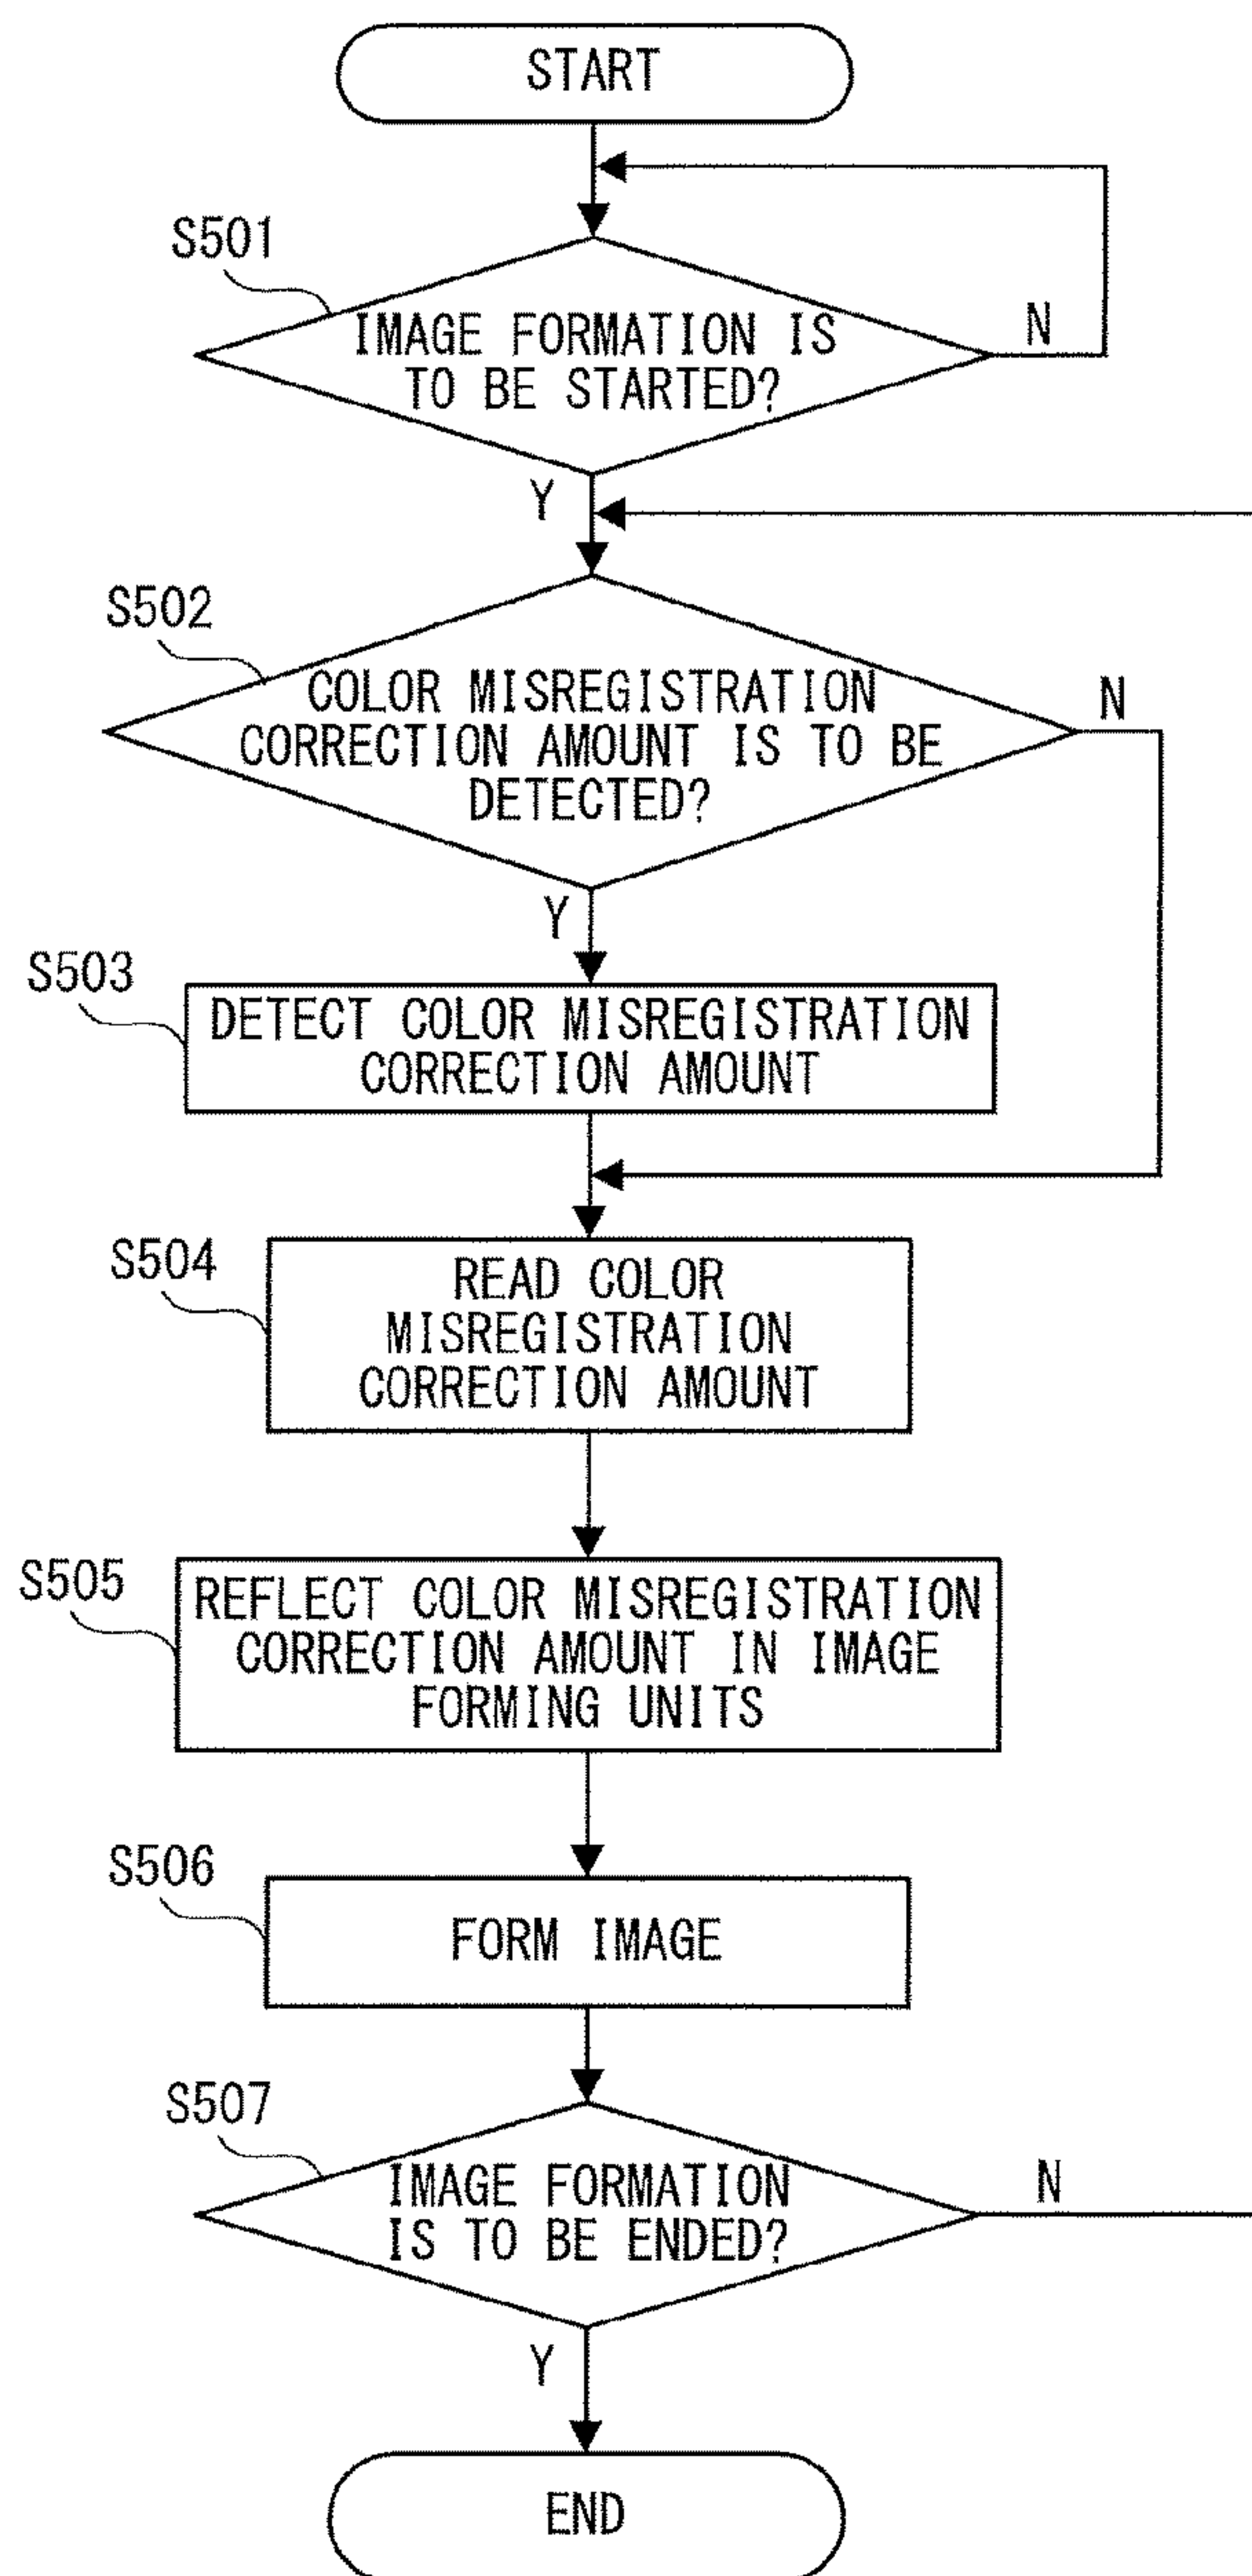 START
S501
IMAGE FORMATION IS
TO BE STARTED?
N
Y
S502
COLOR MISREGISTRATION
CORRECTION AMOUNT IS TO BE
DETECTED?
N
Y
S503
DETECT COLOR MISREGISTRATION
CORRECTION AMOUNT
S504
READ COLOR
MISREGISTRATION
CORRECTION AMOUNT
S505
REFLECT COLOR MISREGISTRATION
CORRECTION AMOUNT IN IMAGE
FORMING UNITS
S506
FORM IMAGE
S507
IMAGE FORMATION
IS TO BE ENDED?
N
Y
END